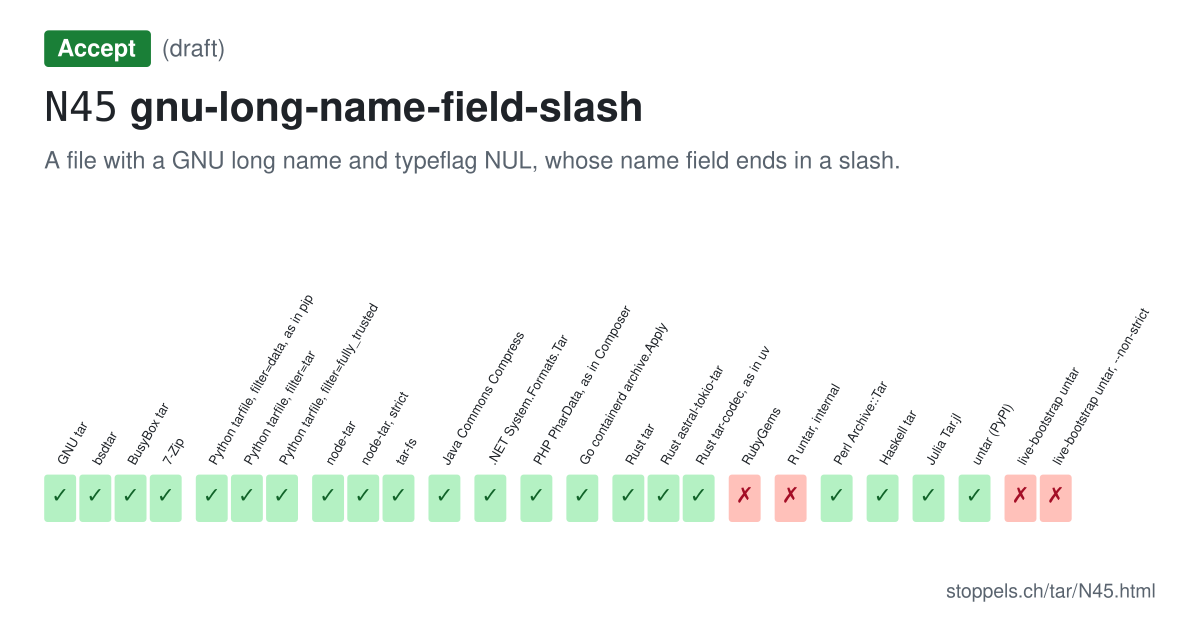 Accept (draft)
N45 gnu-long-name-field-slash
A file with a GNU long name and typeflag NUL, whose name field ends in a slash.
GNU tar
bsdtar
BusyBox tar
7-Zip
Python tarfile, filter=data, as in pip
Python tarfile, filter=tar
Python tarfile, filter=fully_trusted
node-tar
node-tar, strict
tar-fs
Java Commons Compress
.NET System.Formats.Tar
PHP PharData, as in Composer
Go containerd archive.Apply
Rust tar
Rust astral-tokio-tar
Rust tar-codec, as in uv
RubyGems
R untar, internal
Perl Archive::Tar
Haskell tar
Julia Tar.jl
untar (PyPI)
live-bootstrap untar
live-bootstrap untar, --non-strict
✓ ✓ ✓ ✓ ✓ ✓ ✓ ✓ ✓ ✓ ✓ ✓ ✓ ✓ ✓ ✓ ✓ ✗ ✗ ✓ ✓ ✓ ✓ ✗ ✗
stoppels.ch/tar/N45.html